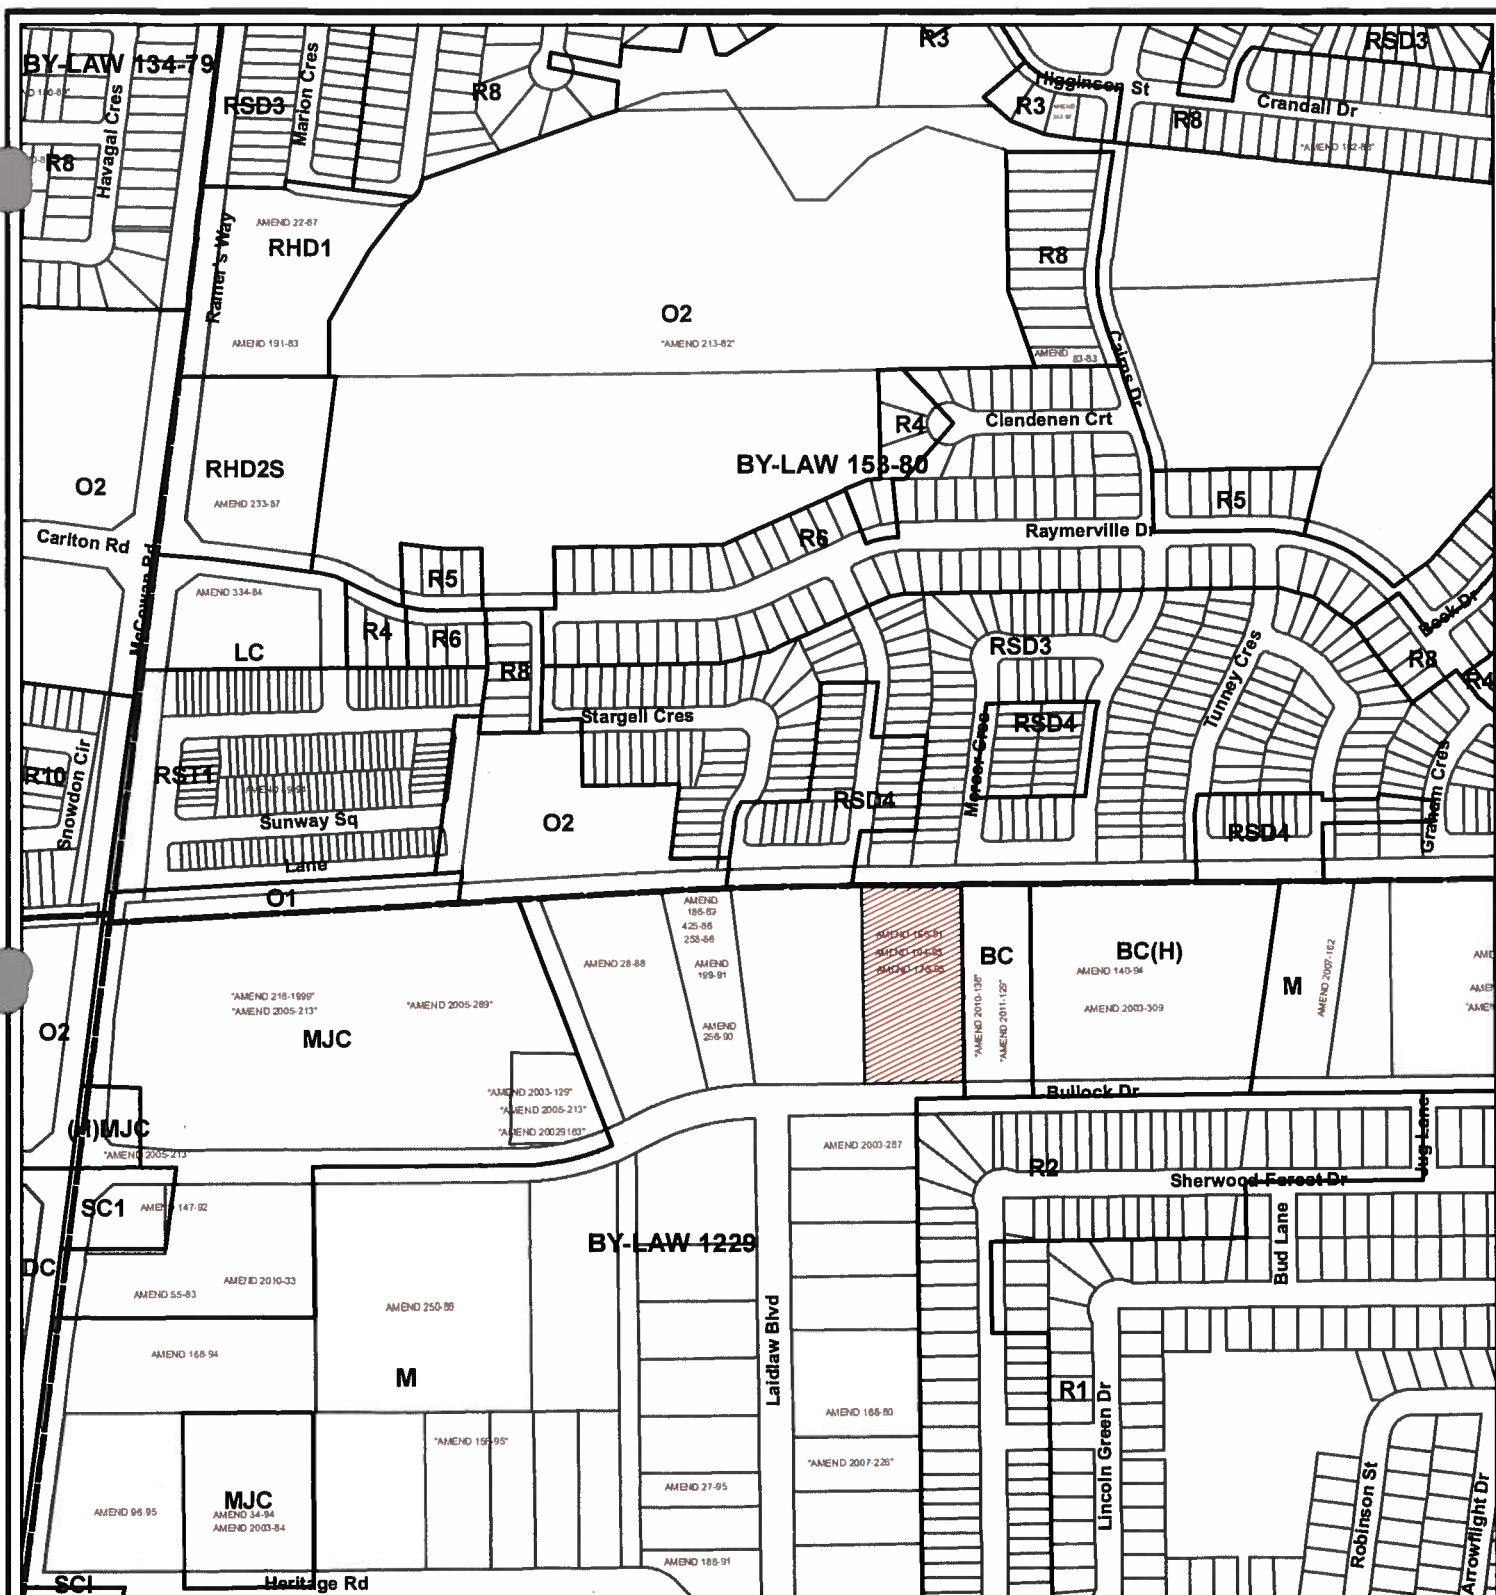 R3
RSD3
BY-LAW 134-79
Higginson St
Marion Cres
RSD3
R8
R3
Crandall Dr
R8
Havagal Cres
R8
AMEND 22-87
RHD1
Ramer's Way
R8
O2
AMEND 191-83
"AMEND 213-82"
AMEND 83-83
Cairns Dr
R4
Clendenen Crt
BY-LAW 153-80
RHD2S
O2
AMEND 233-87
R5
Carlton Rd
R6
Raymerville Dr
McCowan Rd
R5
AMEND 334-84
Beck Dr
R4
R6
LC
RSD3
R8
R8
R4
Tunney Cres
Stargell Cres
RSD4
Mercer Cres
R10
RST1
Snowdon Cir
RSD4
Sunway Sq
O2
RSD4
Graham Cres
Lane
O1
AMEND
186-87
425-86
258-86
AMEND
199-91
AMEND
256-90
AMEND 28-88
BC
"AMEND 2010-136"
"AMEND 2011-129"
BC(H)
AMEND 140-94
AMEND 2003-309
M
AMEND 2007-162
"AMEND 216-1999"
"AMEND 2005-213"
"AMEND 2005-269"
O2
MJC
"AMEND 2003-129"
"AMEND 2005-213"
Bullock Dr
(H)MJC
"AMEND 2005-213"
AMEND 2003-287
Jug Lane
R2
Sherwood Forest Dr
SC1
AMEND 147-92
BY-LAW 1229
Bud Lane
DC
AMEND 2010-33
AMEND 55-83
AMEND 250-86
Laidlaw Blvd
AMEND 168-94
M
R1
Lincoln Green Dr
AMEND 168-80
"AMEND 2007-226"
AMEND 27-95
MJC
AMEND 96-95
AMEND 34-94
AMEND 2003-84
Robinson St
Arrowflight Dr
AMEND 188-91
SCI
Heritage Rd